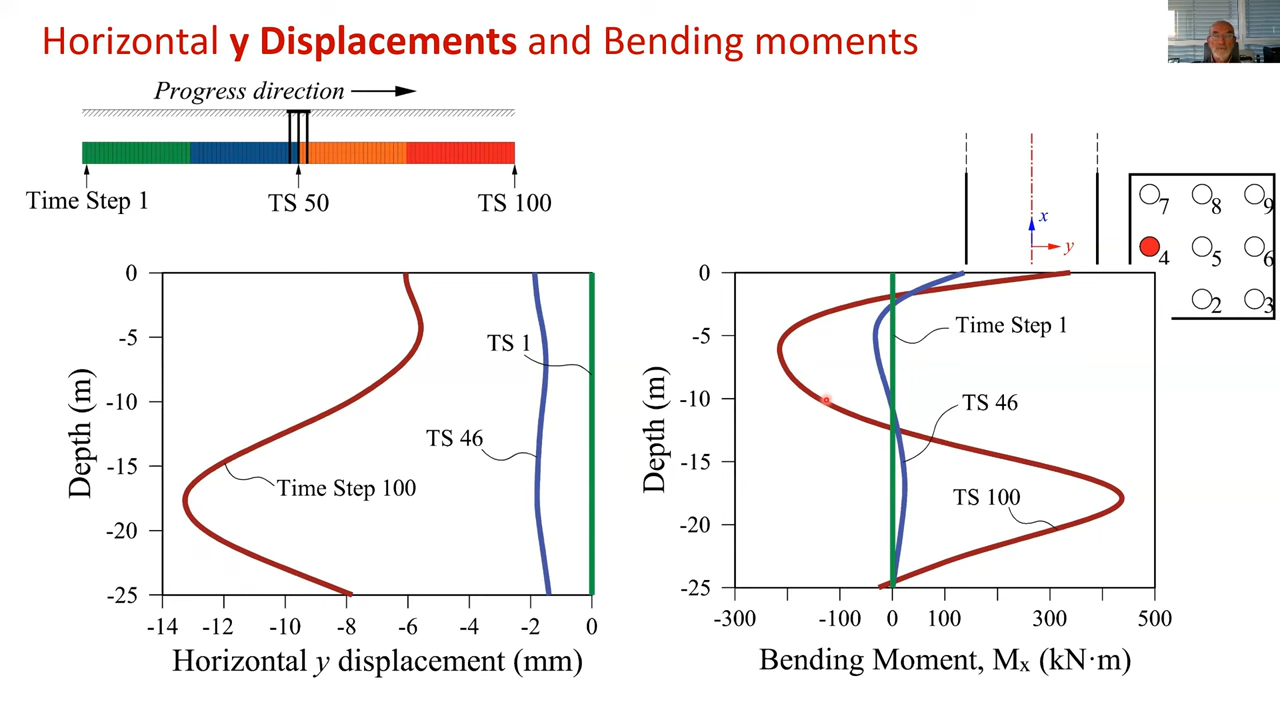 Horizontal y Displacements and Bending moments
Progress direction
Time Step 1
TS 50
TS 100
x
y
7
8
9
4
5
6
2
3
0
-5
-10
-15
-20
-25
Depth (m)
TS 1
TS 46
Time Step 100
-14
-12
-10
-8
-6
-4
-2
0
Horizontal y displacement (mm)
0
-5
-10
-15
-20
-25
Depth (m)
Time Step 1
TS 46
TS 100
-300
-100
0
100
300
500
Bending Moment, Mx (kN·m)